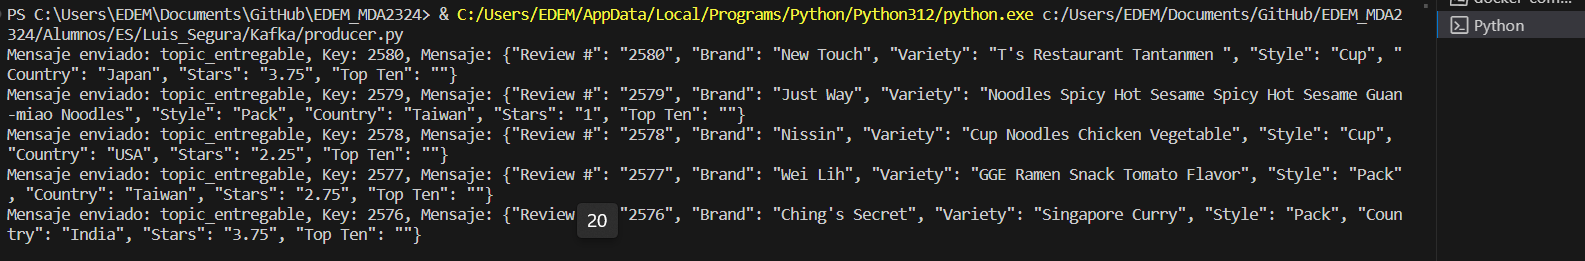 PS C:\Users\EDEM\Documents\GitHub\EDEM_MDA2324> & C:/Users/EDEM/AppData/Local/Programs/Python/Python312/python.exe c:/Users/EDEM/Documents/GitHub/EDEM_MDA2
324/Alumnos/ES/Luis_Segura/Kafka/producer.py
Mensaje enviado: topic_entregable, Key: 2580, Mensaje: {"Review #": "2580", "Brand": "New Touch", "Variety": "T's Restaurant Tantanmen ", "Style": "Cup", "
Country": "Japan", "Stars": "3.75", "Top Ten": ""}
Mensaje enviado: topic_entregable, Key: 2579, Mensaje: {"Review #": "2579", "Brand": "Just Way", "Variety": "Noodles Spicy Hot Sesame Spicy Hot Sesame Guan
-miao Noodles", "Style": "Pack", "Country": "Taiwan", "Stars": "1", "Top Ten": ""}
Mensaje enviado: topic_entregable, Key: 2578, Mensaje: {"Review #": "2578", "Brand": "Nissin", "Variety": "Cup Noodles Chicken Vegetable", "Style": "Cup",
"Country": "USA", "Stars": "2.25", "Top Ten": ""}
Mensaje enviado: topic_entregable, Key: 2577, Mensaje: {"Review #": "2577", "Brand": "Wei Lih", "Variety": "GGE Ramen Snack Tomato Flavor", "Style": "Pack"
, "Country": "Taiwan", "Stars": "2.75", "Top Ten": ""}
Mensaje enviado: topic_entregable, Key: 2576, Mensaje: {"Review "2576", "Brand": "Ching's Secret", "Variety": "Singapore Curry", "Style": "Pack", "Coun
20
try": "India", "Stars": "3.75", "Top Ten": ""}
Python